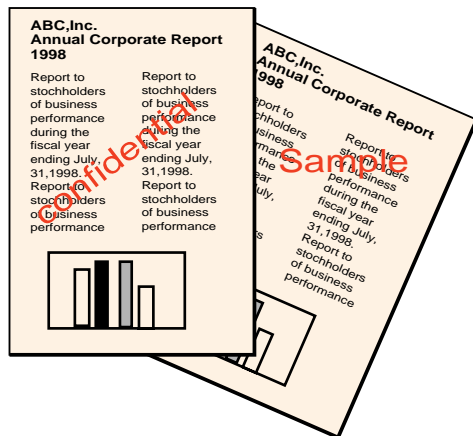 ABC,Inc.
Annual Corporate Report
1998
Report to
stochholders
of business
performance
during the
fiscal year
ending July,
31,1998.
Report to
stochholders
of business
performance
Report to
stochholders
of business
performance
during the
fiscal year
ending July,
31,1998.
Report to
stochholders
of business
performance
confidential
ABC,Inc.
Annual Corporate Report
to
the
Report to
stochholders
of business
performance
during the
fiscal year
ending July,
31,1998.
Report to
stochholders
of business
performance
Sample